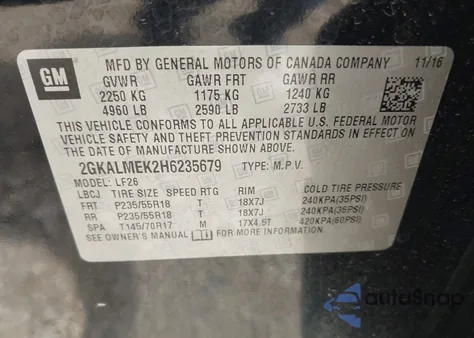 GM
MFD BY GENERAL MOTORS OF CANADA COMPANY 11/16
GVWR GAWR FRT GAWR RR
2250 KG 1175 KG 1240 KG
4960 LB 2590 LB 2733 LB
THIS VEHICLE CONFORMS TO ALL APPLICABLE U.S. FEDERAL MOTOR
VEHICLE SAFETY AND THEFT PREVENTION STANDARDS IN EFFECT
ON THE DATE OF MANUFACTURE SHOWN ABOVE.
2GKALMEK2H6235679 TYPE: M.P.V.
MODEL: LF26
LBCJ TIRE SIZE SPEED RTG RIM COLD TIRE PRESSURE
FRT P235/55R18 T 18X7J 240KPA(35PSI)
RR P235/55R18 T 18X7J 240KPA(35PSI)
SPA T145/70R17 M 17X4.5T 420KPA(60PSI)
SEE OWNER'S MANUAL FOR MORE INFORMATION.
autoSnap